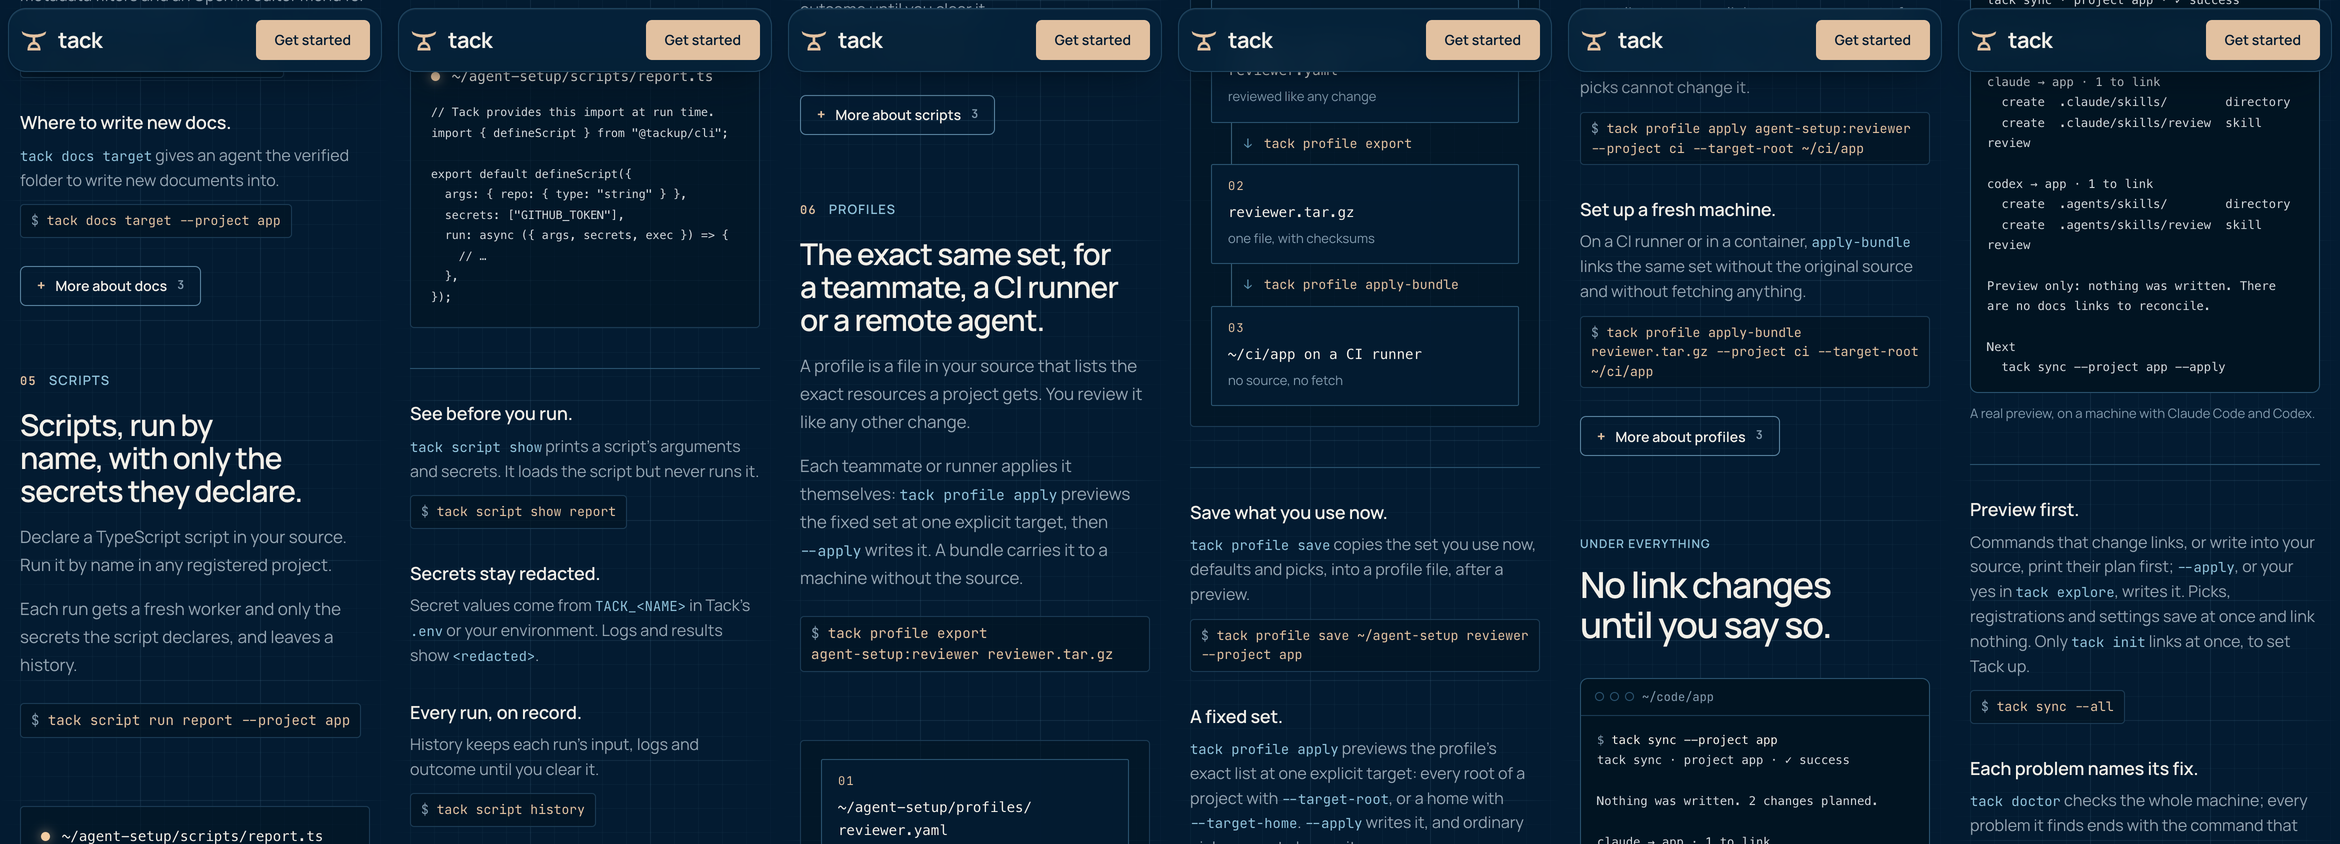 tack
Get started
Where to write new docs.
tack docs target gives an agent the verified
folder to write new documents into.
$ tack docs target --project app
+ More about docs 3
05 SCRIPTS
Scripts, run by
name, with only the
secrets they declare.
Declare a TypeScript script in your source.
Run it by name in any registered project.
Each run gets a fresh worker and only the
secrets the script declares, and leaves a
history.
$ tack script run report --project app
~/agent-setup/scripts/report.ts
tack
Get started
~/agent-setup/scripts/report.ts
// Tack provides this import at run time.
import { defineScript } from "@tackup/cli";
export default defineScript({
args: { repo: { type: "string" } },
secrets: ["GITHUB_TOKEN"],
run: async ({ args, secrets, exec }) => {
// …
},
});
See before you run.
tack script show prints a script's arguments
and secrets. It loads the script but never runs it.
$ tack script show report
Secrets stay redacted.
Secret values come from TACK_<NAME> in Tack's
.env or your environment. Logs and results
show <redacted>.
Every run, on record.
History keeps each run's input, logs and
outcome until you clear it.
$ tack script history
outcome until you clear it.
tack
Get started
+ More about scripts 3
06 PROFILES
The exact same set, for
a teammate, a CI runner
or a remote agent.
A profile is a file in your source that lists the
exact resources a project gets. You review it
like any other change.
Each teammate or runner applies it
themselves: tack profile apply previews
the fixed set at one explicit target, then
--apply writes it. A bundle carries it to a
machine without the source.
$ tack profile export
agent-setup:reviewer reviewer.tar.gz
01
~/agent-setup/profiles/
reviewer.yaml
tack
Get started
reviewer.yaml
reviewed like any change
↓ tack profile export
02
reviewer.tar.gz
one file, with checksums
↓ tack profile apply-bundle
03
~/ci/app on a CI runner
no source, no fetch
Save what you use now.
tack profile save copies the set you use now,
defaults and picks, into a profile file, after a
preview.
$ tack profile save ~/agent-setup reviewer
--project app
A fixed set.
tack profile apply previews the profile's
exact list at one explicit target: every root of a
project with --target-root, or a home with
--target-home. --apply writes it, and ordinary
tack
Get started
picks cannot change it.
$ tack profile apply agent-setup:reviewer
--project ci --target-root ~/ci/app
Set up a fresh machine.
On a CI runner or in a container, apply-bundle
links the same set without the original source
and without fetching anything.
$ tack profile apply-bundle
reviewer.tar.gz --project ci --target-root
~/ci/app
+ More about profiles 3
UNDER EVERYTHING
No link changes
until you say so.
~/code/app
$ tack sync --project app
tack sync · project app · ✓ success
Nothing was written. 2 changes planned.
claude → app · 1 to link
tack sync · project app · ✓ success
tack
Get started
claude → app · 1 to link
create .claude/skills/ directory
create .claude/skills/review skill
review
codex → app · 1 to link
create .agents/skills/ directory
create .agents/skills/review skill
review
Preview only: nothing was written. There
are no docs links to reconcile.
Next
tack sync --project app --apply
A real preview, on a machine with Claude Code and Codex.
Preview first.
Commands that change links, or write into your
source, print their plan first; --apply, or your
yes in tack explore, writes it. Picks,
registrations and settings save at once and link
nothing. Only tack init links at once, to set
Tack up.
$ tack sync --all
Each problem names its fix.
tack doctor checks the whole machine; every
problem it finds ends with the command that